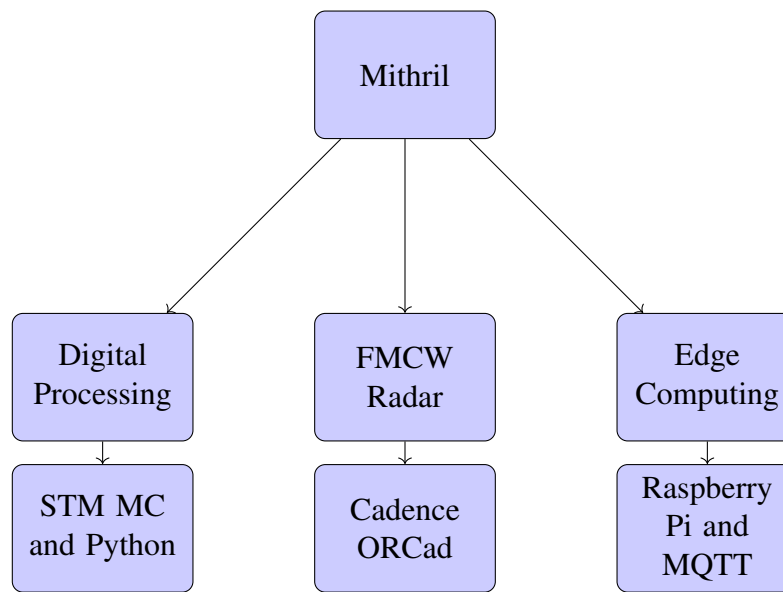 Mithril
Digital
Processing
FMCW
Radar
Edge
Computing
STM MC
and Python
Cadence
ORCad
Raspberry
Pi and
MQTT